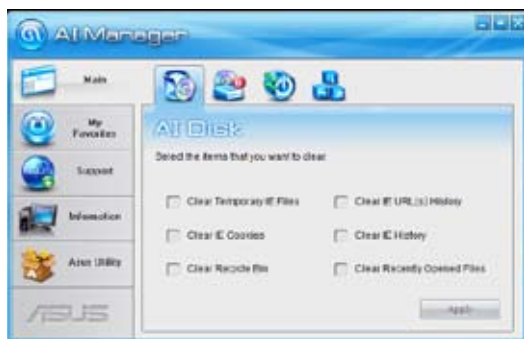 AI Manager
Main
My
Favorites
Support
Information
Asus Utility
ASUS
AI Disk
Select the items that you want to clear
Clear Temporary IE Files
Clear IE URL(s) History
Clear IE Cookies
Clear IE History
Clear Recycle Bin
Clear Recently Opened Files
Apply